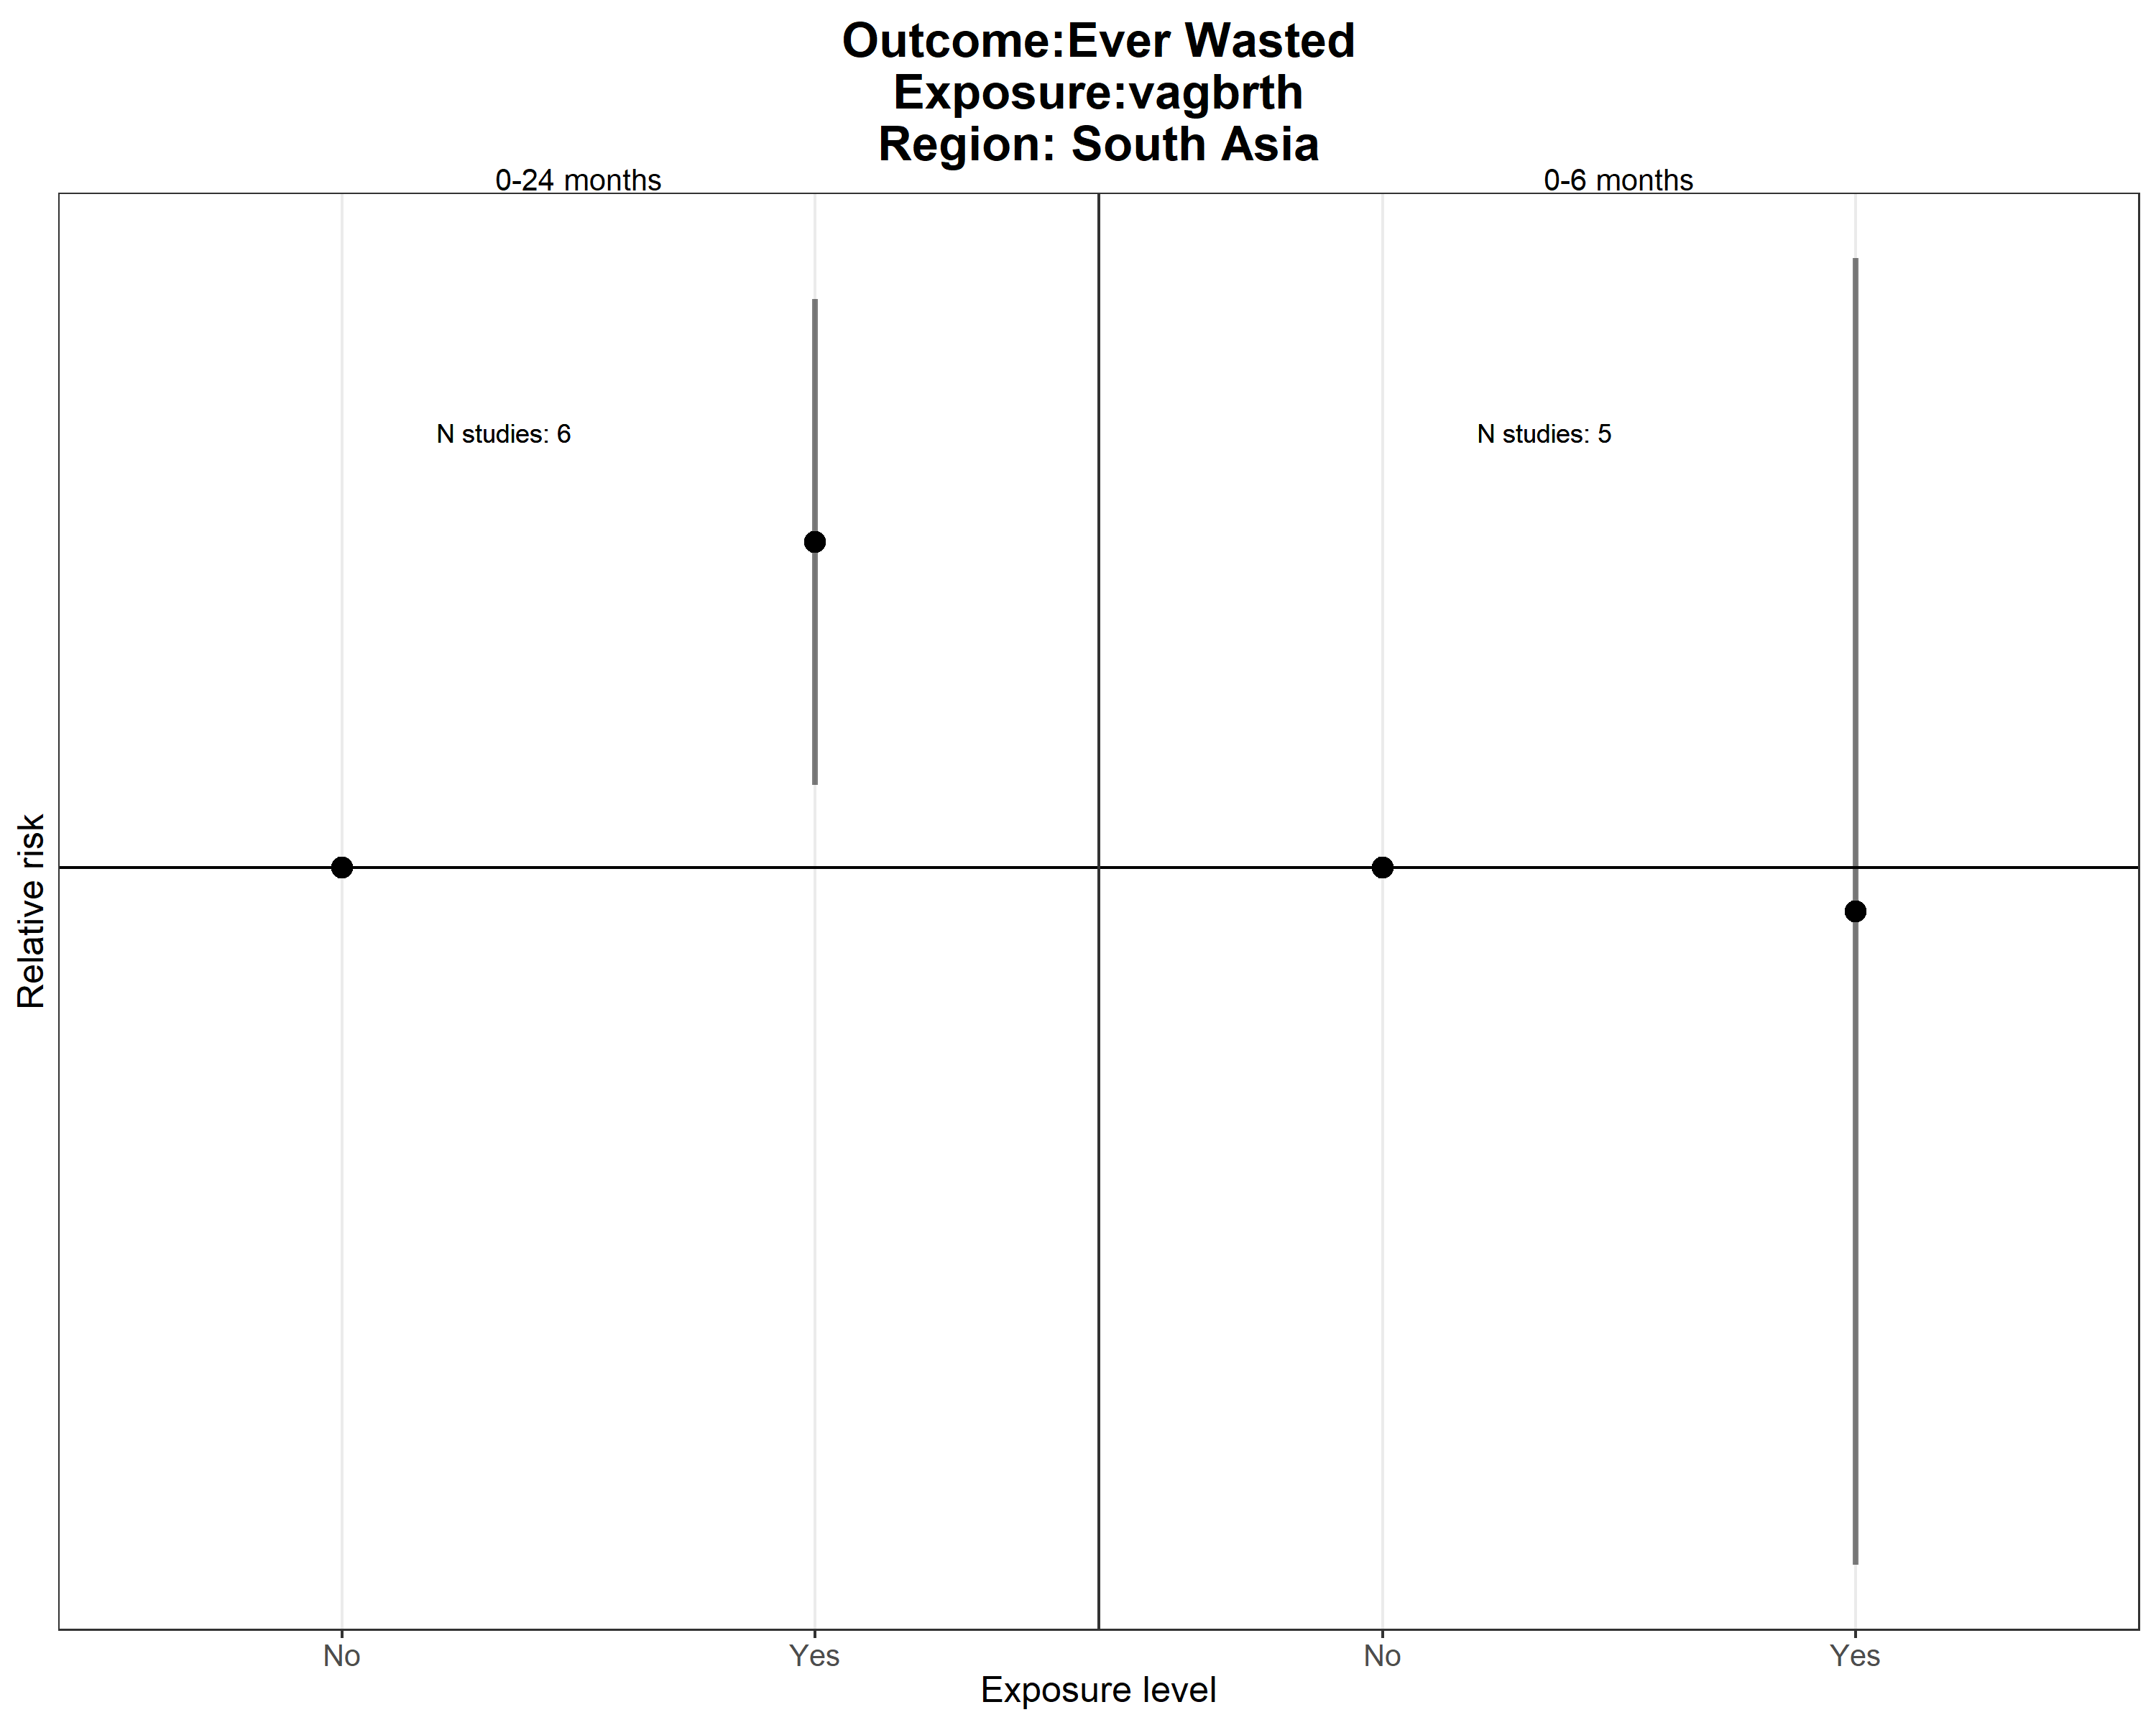 Outcome:Ever Wasted
Exposure:vagbrth
Region: South Asia
0-24 months
0-6 months
N studies: 6
N studies: 5
Relative risk
No
Yes
No
Yes
Exposure level